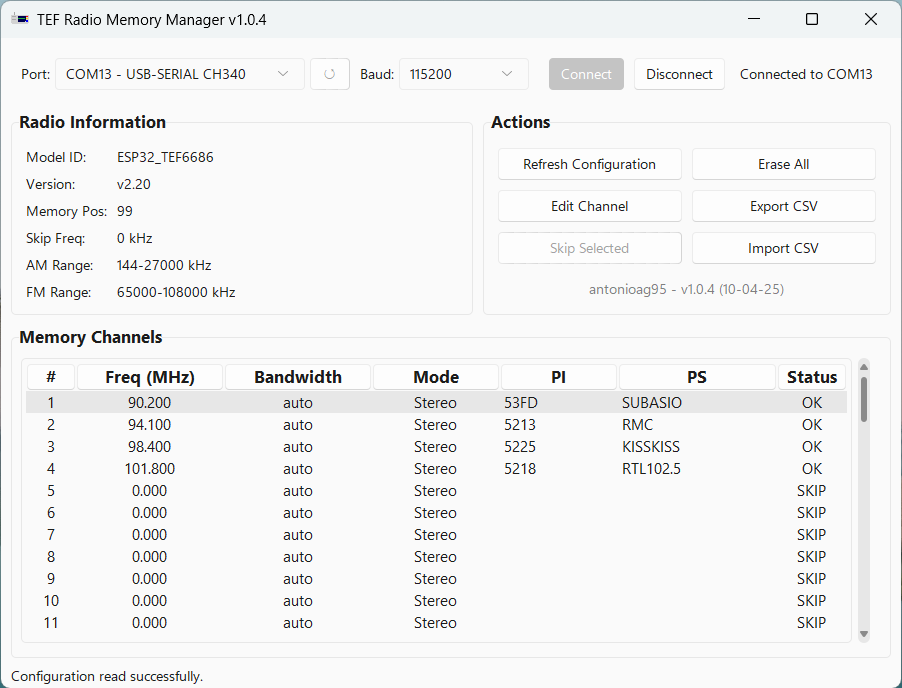 TEF Radio Memory Manager v1.0.4
Port: COM13 - USB-SERIAL CH340 Baud: 115200 Connect Disconnect Connected to COM13
Radio Information
Model ID: ESP32_TEF6686
Version: v2.20
Memory Pos: 99
Skip Freq: 0 kHz
AM Range: 144-27000 kHz
FM Range: 65000-108000 kHz
Actions
Refresh Configuration Erase All
Edit Channel Export CSV
Skip Selected Import CSV
antonioag95 - v1.0.4 (10-04-25)
Memory Channels
# Freq (MHz) Bandwidth Mode PI PS Status
1 90.200 auto Stereo 53FD SUBASIO OK
2 94.100 auto Stereo 5213 RMC OK
3 98.400 auto Stereo 5225 KISSKISS OK
4 101.800 auto Stereo 5218 RTL102.5 OK
5 0.000 auto Stereo SKIP
6 0.000 auto Stereo SKIP
7 0.000 auto Stereo SKIP
8 0.000 auto Stereo SKIP
9 0.000 auto Stereo SKIP
10 0.000 auto Stereo SKIP
11 0.000 auto Stereo SKIP
Configuration read successfully.